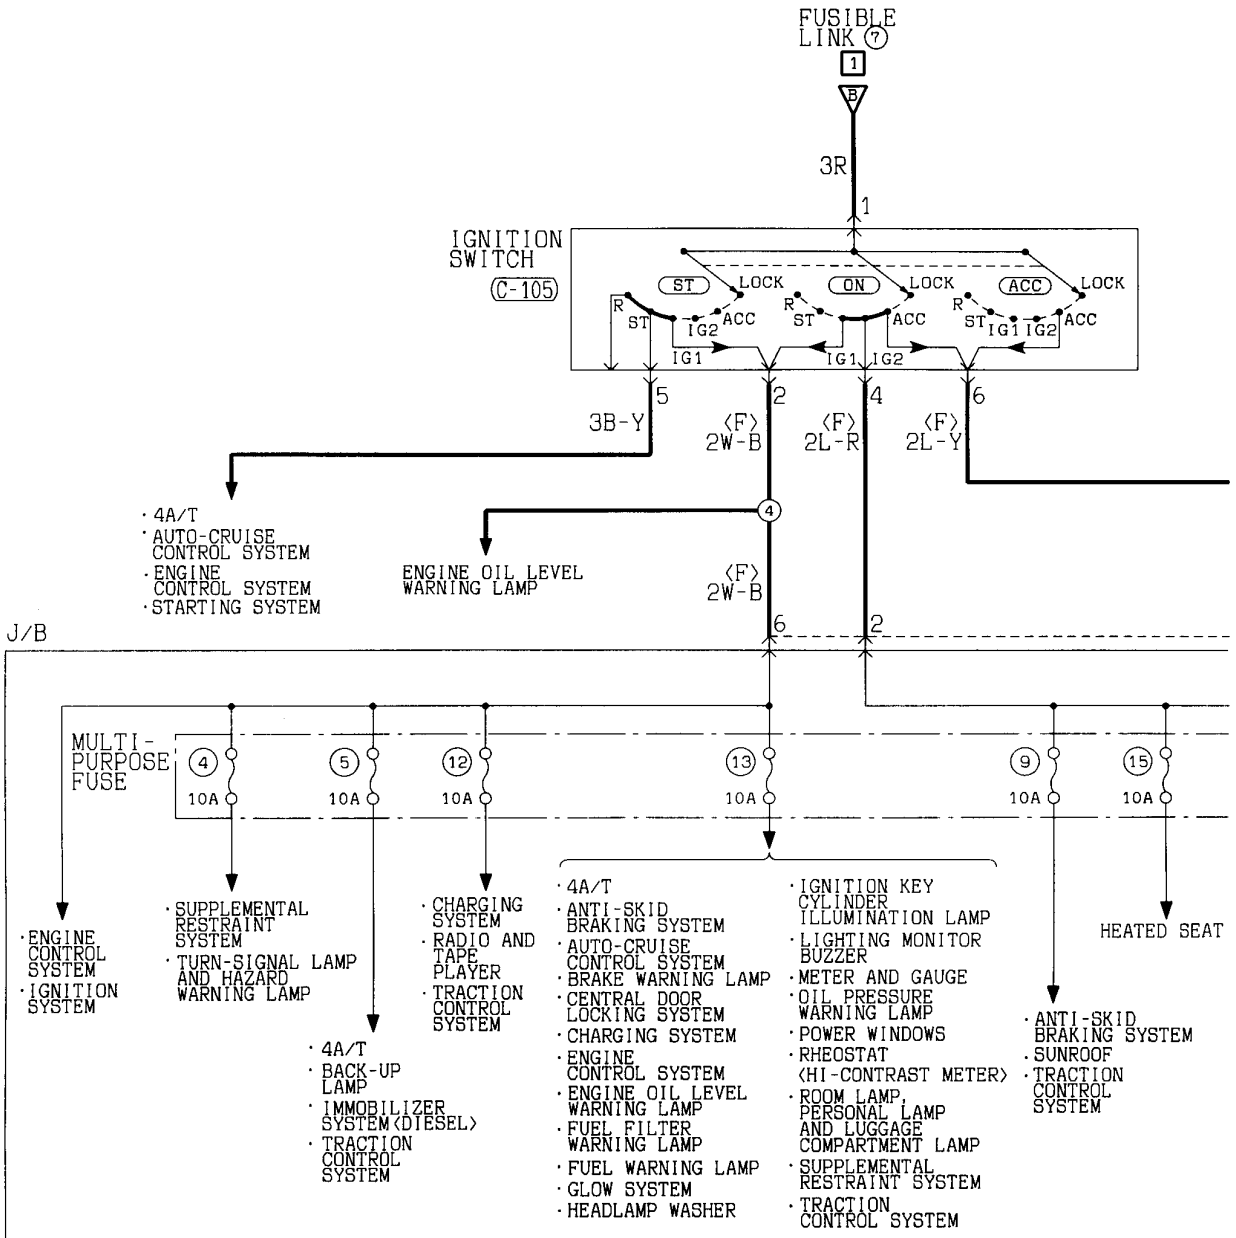 FUSIBLE
LINK 7
1
B
3R
1
IGNITION
SWITCH
C-105
ST
LOCK
R
ST
IG1
IG2
ACC
ON
LOCK
R
ST
IG1
IG2
ACC
ACC
LOCK
R
ST
IG1
IG2
ACC
5
2
4
6
3B-Y
<F>
2W-B
<F>
2L-R
<F>
2L-Y
4
· 4A/T
· AUTO-CRUISE
CONTROL SYSTEM
· ENGINE
CONTROL SYSTEM
· STARTING SYSTEM
ENGINE OIL LEVEL
WARNING LAMP
<F>
2W-B
6
2
J/B
MULTI-
PURPOSE
FUSE
4
10A
5
10A
12
10A
13
10A
9
10A
15
10A
· ENGINE
CONTROL
SYSTEM
· IGNITION
SYSTEM
· SUPPLEMENTAL
RESTRAINT
SYSTEM
· TURN-SIGNAL LAMP
AND HAZARD
WARNING LAMP
· 4A/T
· BACK-UP
LAMP
· IMMOBILIZER
SYSTEM<DIESEL>
· TRACTION
CONTROL
SYSTEM
· CHARGING
SYSTEM
· RADIO AND
TAPE
PLAYER
· TRACTION
CONTROL
SYSTEM
· 4A/T
· ANTI-SKID
BRAKING SYSTEM
· AUTO-CRUISE
CONTROL SYSTEM
· BRAKE WARNING LAMP
· CENTRAL DOOR
LOCKING SYSTEM
· CHARGING SYSTEM
· ENGINE
CONTROL SYSTEM
· ENGINE OIL LEVEL
WARNING LAMP
· FUEL FILTER
WARNING LAMP
· FUEL WARNING LAMP
· GLOW SYSTEM
· HEADLAMP WASHER
· IGNITION KEY
CYLINDER
ILLUMINATION LAMP
· LIGHTING MONITOR
BUZZER
· METER AND GAUGE
· OIL PRESSURE
WARNING LAMP
· POWER WINDOWS
· RHEOSTAT
<HI-CONTRAST METER>
· ROOM LAMP,
PERSONAL LAMP
AND LUGGAGE
COMPARTMENT LAMP
· SUPPLEMENTAL
RESTRAINT SYSTEM
· TRACTION
CONTROL SYSTEM
· ANTI-SKID
BRAKING SYSTEM
· SUNROOF
· TRACTION
CONTROL
SYSTEM
HEATED SEAT